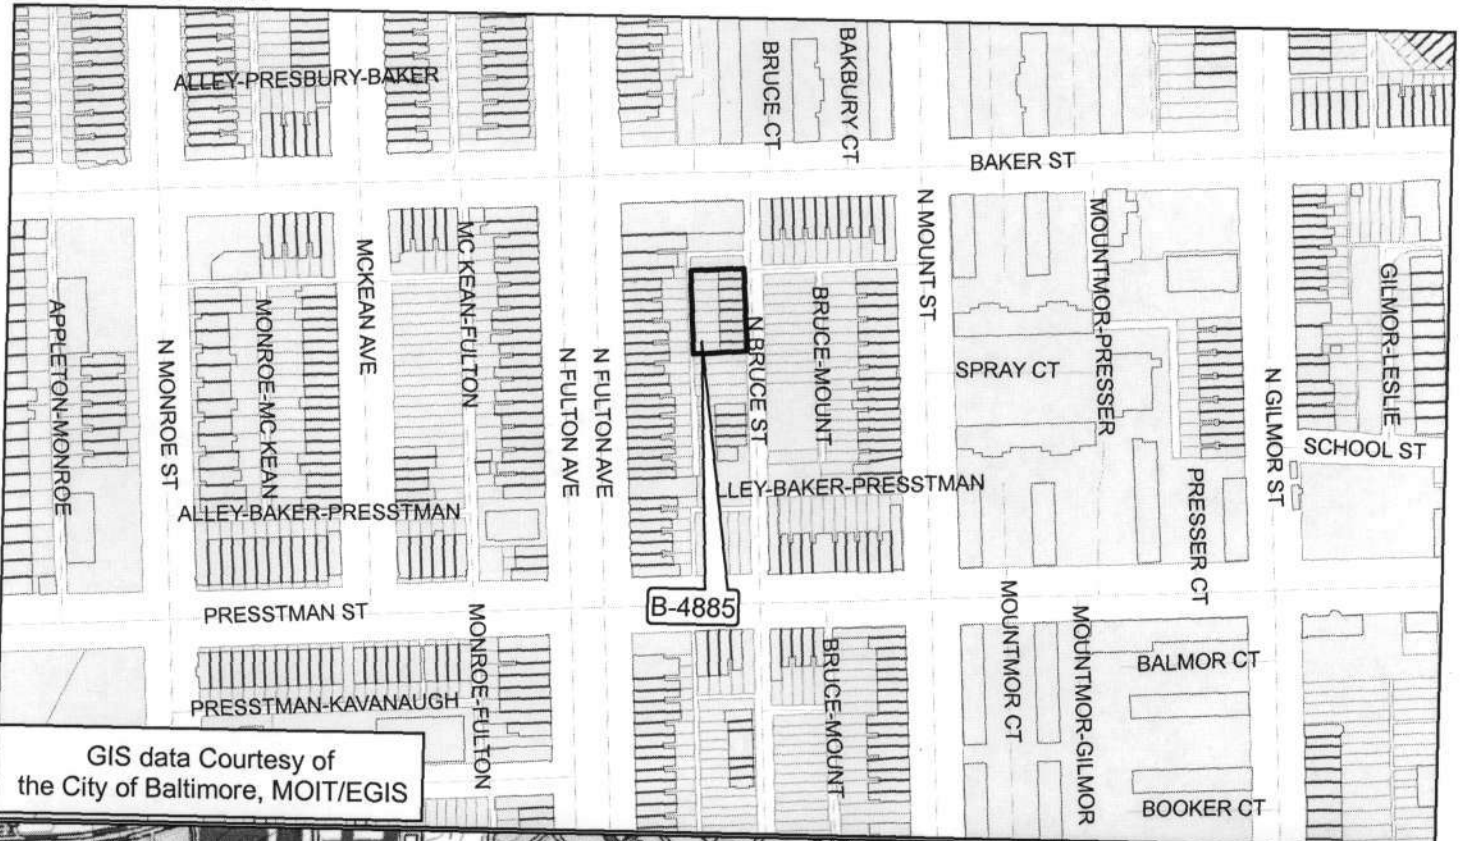 ALLEY-PRESBURY-BAKER
BRUCE CT
BAKBURY CT
BAKER ST
APPLETON-MONROE
N MONROE ST
MONROE-MC KEAN
MCKEAN AVE
MC KEAN-FULTON
N FULTON AVE
N FULTON AVE
N BRUCE ST
BRUCE-MOUNT
N MOUNT ST
SPRAY CT
MOUNTMOR-PRESSER
PRESSER CT
N GILMOR ST
GILMOR-LESLIE
SCHOOL ST
ALLEY-BAKER-PRESSTMAN
LLEY-BAKER-PRESSTMAN
B-4885
PRESSTMAN ST
PRESSTMAN-KAVANAUGH
MONROE-FULTON
BRUCE-MOUNT
MOUNTMOR CT
MOUNTMOR-GILMOR
BALMOR CT
BOOKER CT
GIS data Courtesy of
the City of Baltimore, MOIT/EGIS